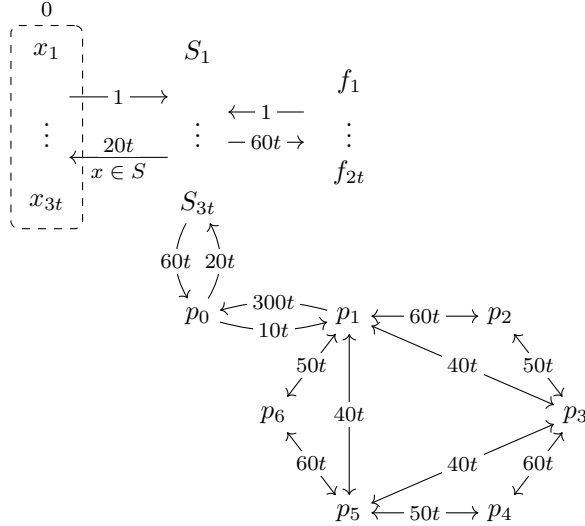 0
x_1 S_1
f_1
1 1
⋮ 20t ⋮ 60t ⋮
x ∈ S f_{2t}
x_{3t} S_{3t}
60t 20t
300t
p_0 p_1 60t p_2
10t
50t 40t 50t
p_6 40t p_3
60t 40t 60t
p_5 50t p_4